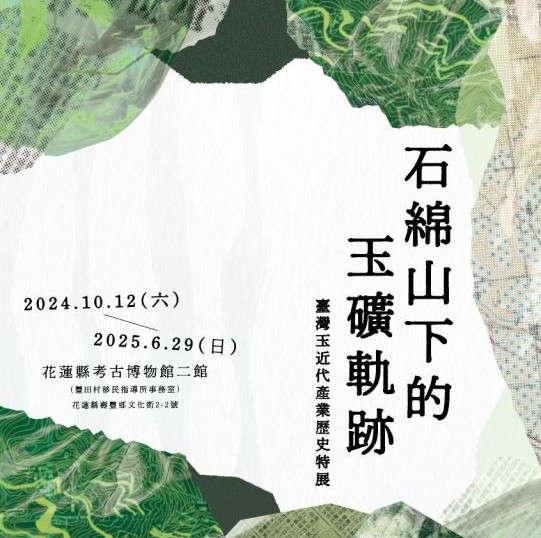 石綿山下的
玉礦軌跡
臺灣玉近代產業歷史特展
2024.10.12(六)
2025.6.29(日)
花蓮縣考古博物館二館
(豐田村移民指導所事務室)
花蓮縣壽豐鄉文化街2-2號